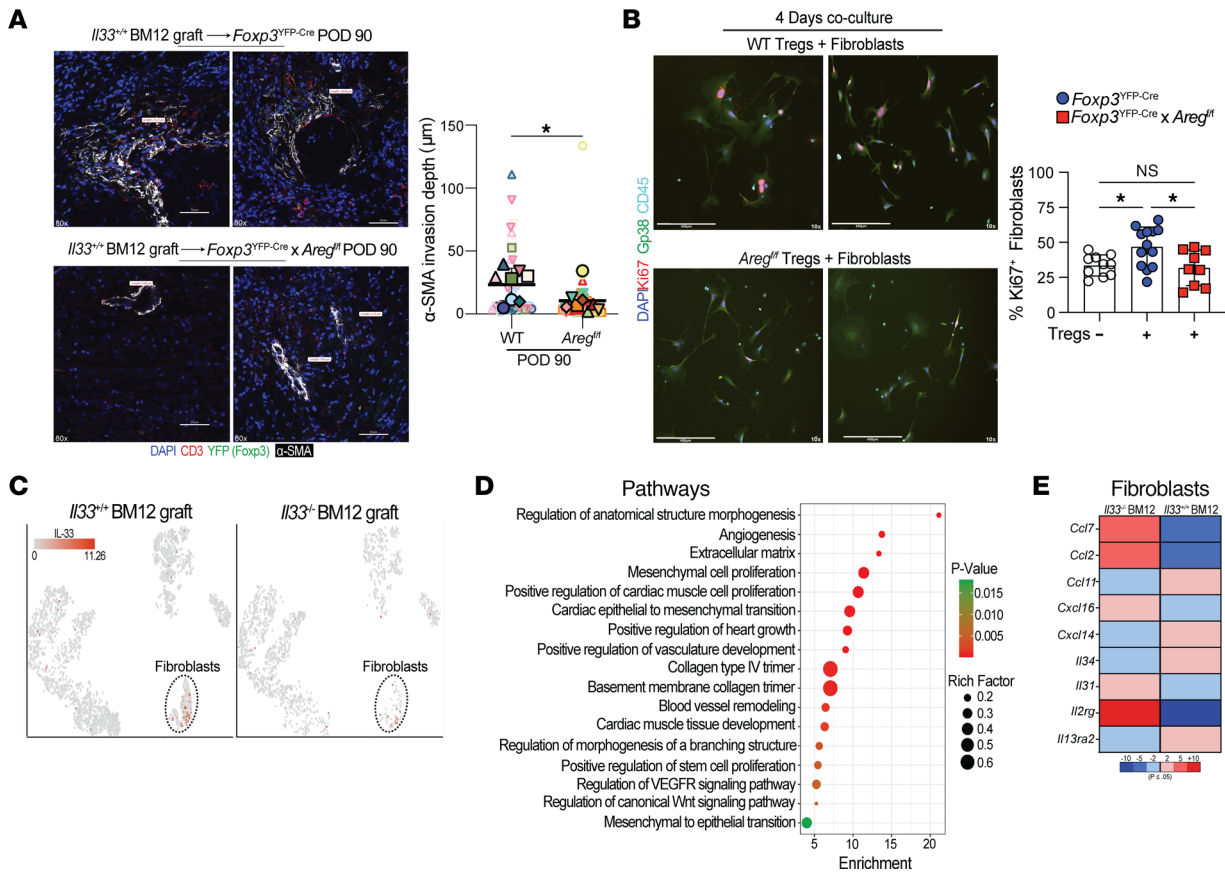 A
Il33+/+ BM12 graft → Foxp3YFP-Cre POD 90
80x
Il33+/+ BM12 graft → Foxp3YFP-Cre x Aregf/f POD 90
80x
80x
DAPI CD3 YFP (Foxp3) α-SMA
α-SMA invasion depth (µm)
150
100
50
0
*
WT
Aregf/f
POD 90
B
4 Days co-culture
WT Tregs + Fibroblasts
400µm
10x
10x
Aregf/f Tregs + Fibroblasts
400µm
10x
400µm
10x
DAPI Ki67 Gp38 CD45
Foxp3YFP-Cre
Foxp3YFP-Cre x Aregf/f
% Ki67+ Fibroblasts
100
75
50
25
0
NS
*
*
Tregs – + +
C
Il33+/+ BM12 graft
Il33-/- BM12 graft
IL-33
0
11.26
Fibroblasts
Fibroblasts
D
Pathways
Regulation of anatomical structure morphogenesis
Angiogenesis
Extracellular matrix
Mesenchymal cell proliferation
Positive regulation of cardiac muscle cell proliferation
Cardiac epithelial to mesenchymal transition
Positive regulation of heart growth
Positive regulation of vasculature development
Collagen type IV trimer
Basement membrane collagen trimer
Blood vessel remodeling
Cardiac muscle tissue development
Regulation of morphogenesis of a branching structure
Positive regulation of stem cell proliferation
Regulation of VEGFR signaling pathway
Regulation of canonical Wnt signaling pathway
Mesenchymal to epithelial transition
5 10 15 20
Enrichment
P-Value
0.015
0.010
0.005
Rich Factor
0.2
0.3
0.4
0.5
0.6
E
Fibroblasts
Il33-/- BM12 Il33+/+ BM12
Ccl7
Ccl2
Ccl11
Cxcl16
Cxcl14
Il34
Il31
Il2rg
Il13ra2
-10 -5 -2 2 5 +10
(P ≤ .05)